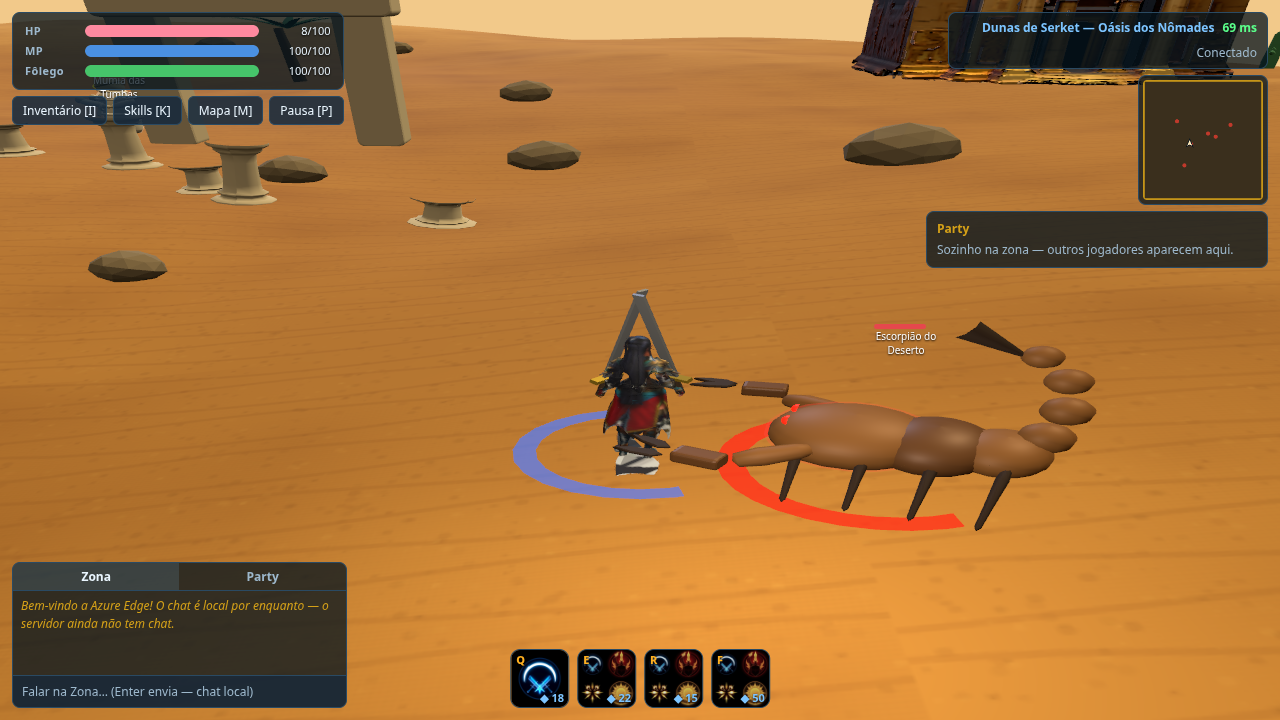 HP 8/100
MP 100/100
Fôlego 100/100
Múmia das
Tumbas
Inventário [I] Skills [K] Mapa [M] Pausa [P]
Dunas de Serket — Oásis dos Nômades 69 ms
Conectado
Party
Sozinho na zona — outros jogadores aparecem aqui.
Escorpião do
Deserto
Zona Party
Bem-vindo a Azure Edge! O chat é local por enquanto — o
servidor ainda não tem chat.
Falar na Zona... (Enter envia — chat local)
Q E R F
18 22 15 50